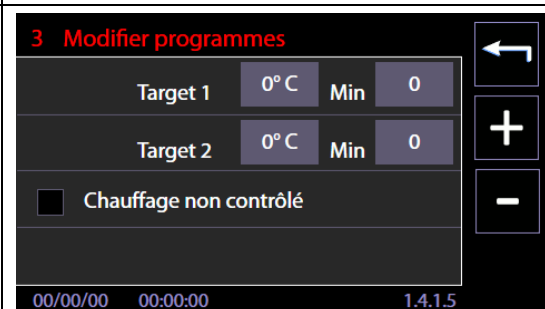 3 Modifier programmes
Target 1 0° C Min 0
Target 2 0° C Min 0
Chauffage non contrôlé
00/00/00 00:00:00 1.4.1.5